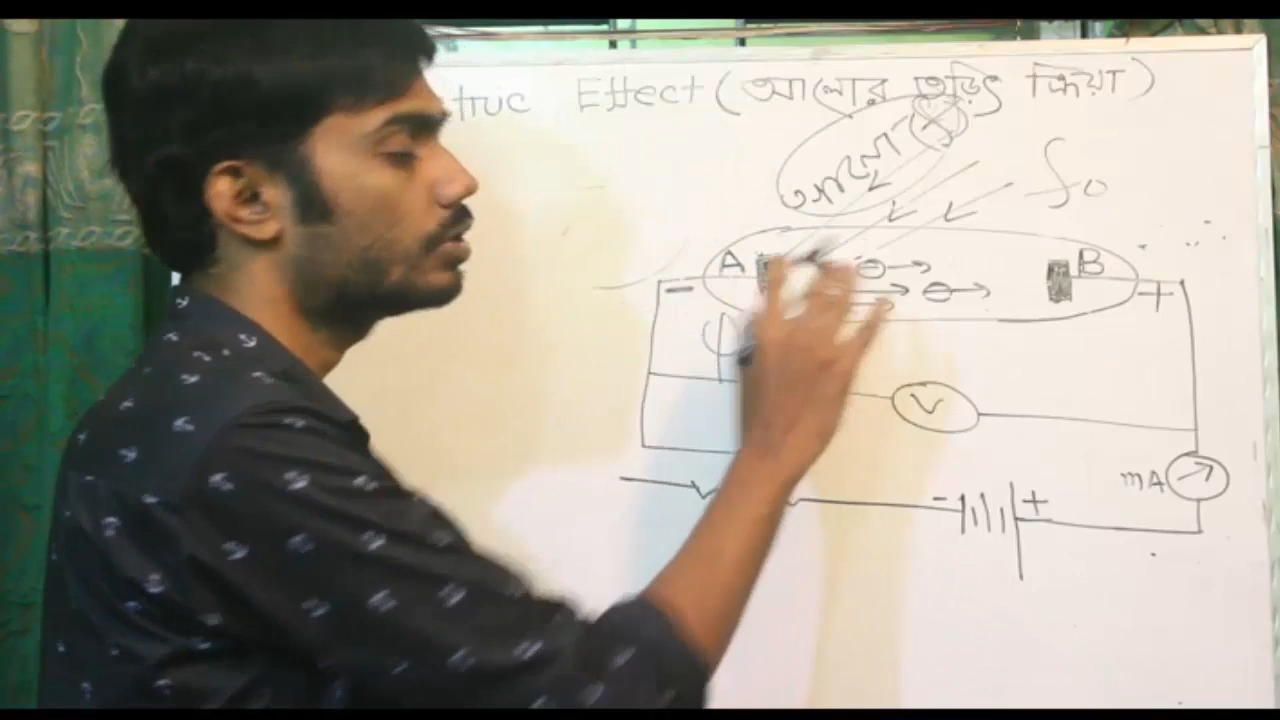 Effect (আলোর তড়িৎ ক্রিয়া)
আলো
f₀
A
B
-
+
φ
V
mA
- +